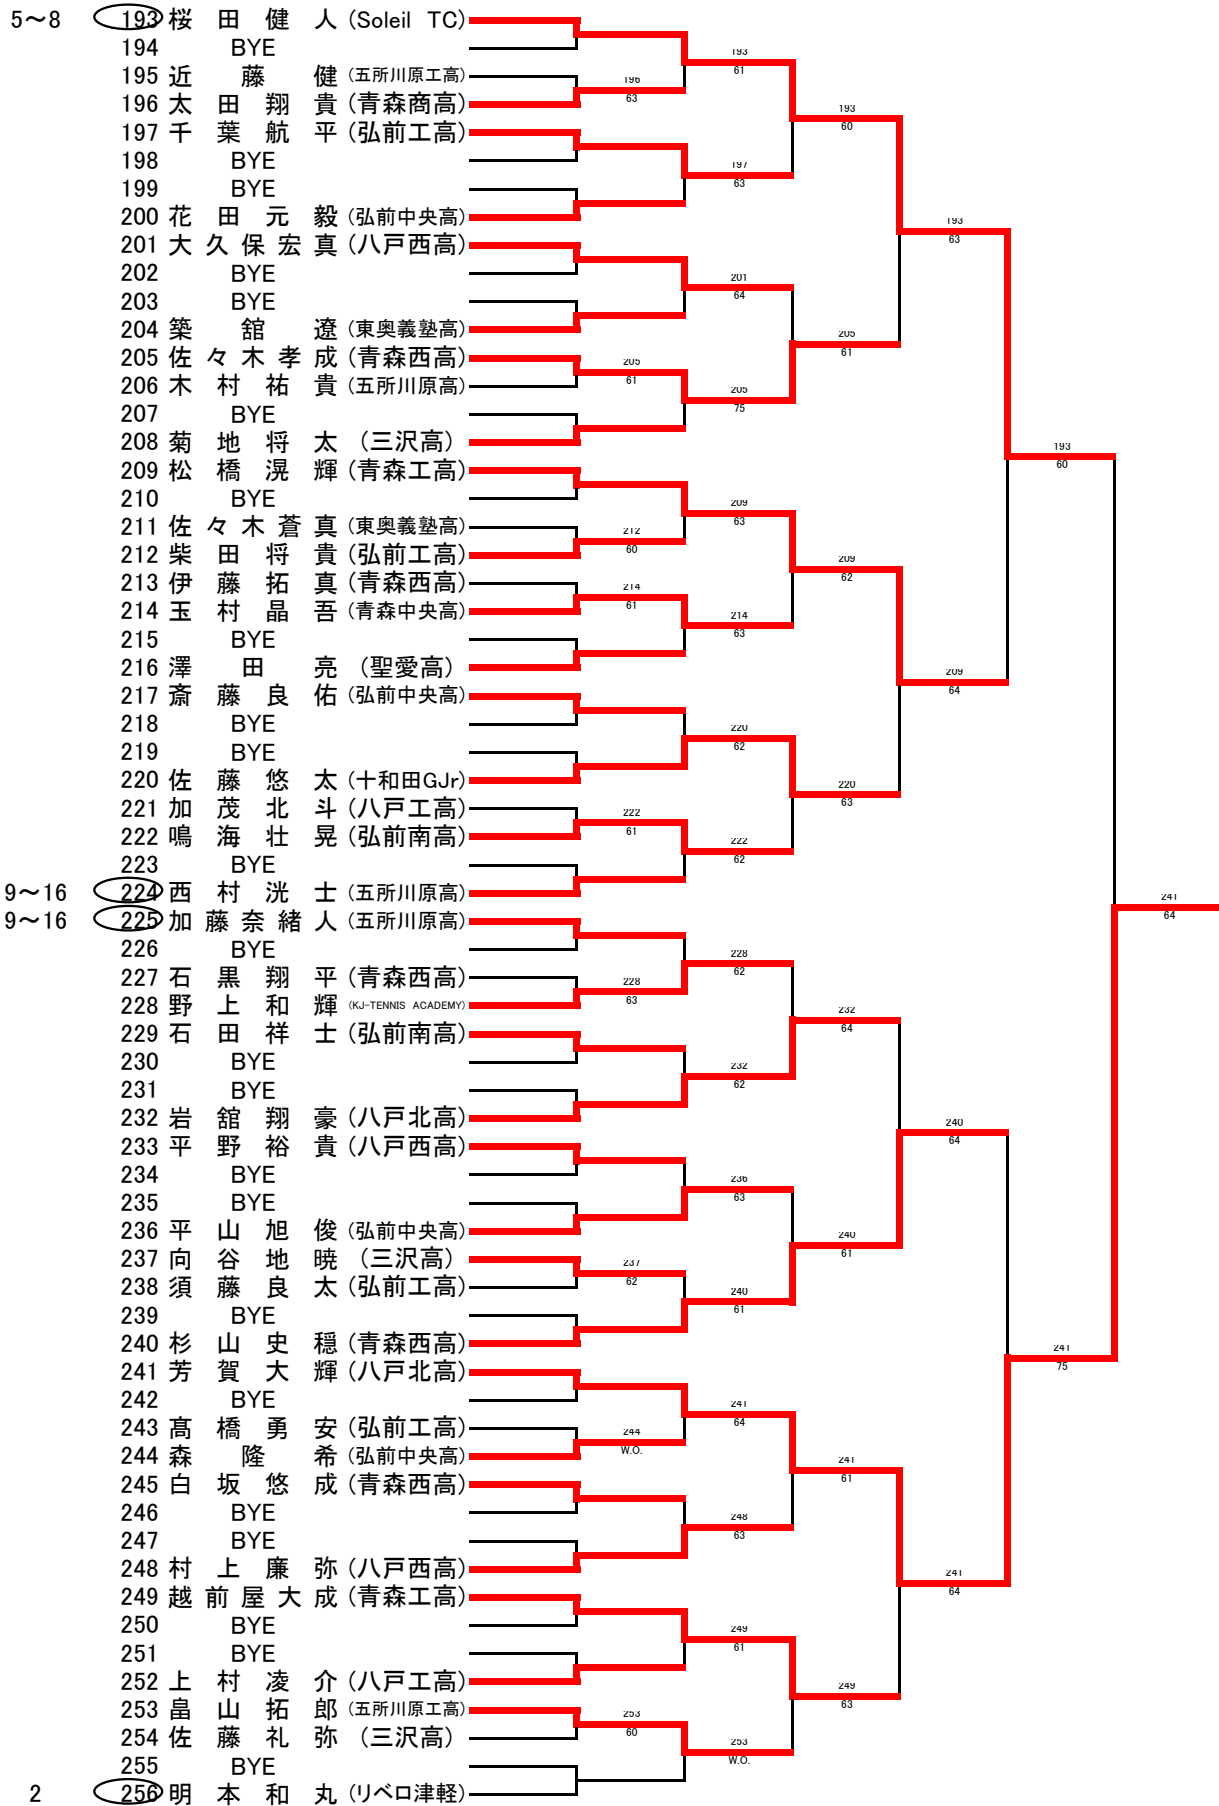 5～8 193 桜田健人 (Soleil TC)
194 BYE
193
61
195 近藤健 (五所川原工高)
196
63
196 太田翔貴 (青森商高)
193
60
197 千葉航平 (弘前工高)
198 BYE
197
63
199 BYE
200 花田元毅 (弘前中央高)
193
63
201 大久保宏真 (八戸西高)
202 BYE
201
64
203 BYE
204 築舘遼 (東奥義塾高)
205
61
205 佐々木孝成 (青森西高)
205
61
206 木村祐貴 (五所川原高)
205
75
207 BYE
208 菊地将太 (三沢高)
193
60
209 松橋滉輝 (青森工高)
210 BYE
209
63
211 佐々木蒼真 (東奥義塾高)
212
60
212 柴田将貴 (弘前工高)
209
62
213 伊藤拓真 (青森西高)
214
61
214 玉村晶吾 (青森中央高)
214
63
215 BYE
216 澤田亮 (聖愛高)
209
64
217 斎藤良佑 (弘前中央高)
218 BYE
220
62
219 BYE
220 佐藤悠太 (十和田GJr)
220
63
221 加茂北斗 (八戸工高)
222
61
222 鳴海壮晃 (弘前南高)
222
62
223 BYE
9～16 224 西村洸士 (五所川原高)
241
64
9～16 225 加藤奈緒人 (五所川原高)
226 BYE
228
62
227 石黒翔平 (青森西高)
228
63
228 野上和輝 (KJ-TENNIS ACADEMY)
232
64
229 石田祥士 (弘前南高)
230 BYE
232
62
231 BYE
232 岩舘翔豪 (八戸北高)
240
64
233 平野裕貴 (八戸西高)
234 BYE
236
63
235 BYE
236 平山旭俊 (弘前中央高)
240
61
237 向谷地暁 (三沢高)
237
62
238 須藤良太 (弘前工高)
240
61
239 BYE
240 杉山史穏 (青森西高)
241
75
241 芳賀大輝 (八戸北高)
242 BYE
241
64
243 髙橋勇安 (弘前工高)
244
W.O.
244 森隆希 (弘前中央高)
241
61
245 白坂悠成 (青森西高)
246 BYE
248
63
247 BYE
248 村上廉弥 (八戸西高)
241
64
249 越前屋大成 (青森工高)
250 BYE
249
61
251 BYE
252 上村凌介 (八戸工高)
249
63
253 畠山拓郎 (五所川原工高)
253
60
254 佐藤礼弥 (三沢高)
253
W.O.
255 BYE
2 256 明本和丸 (リベロ津軽)